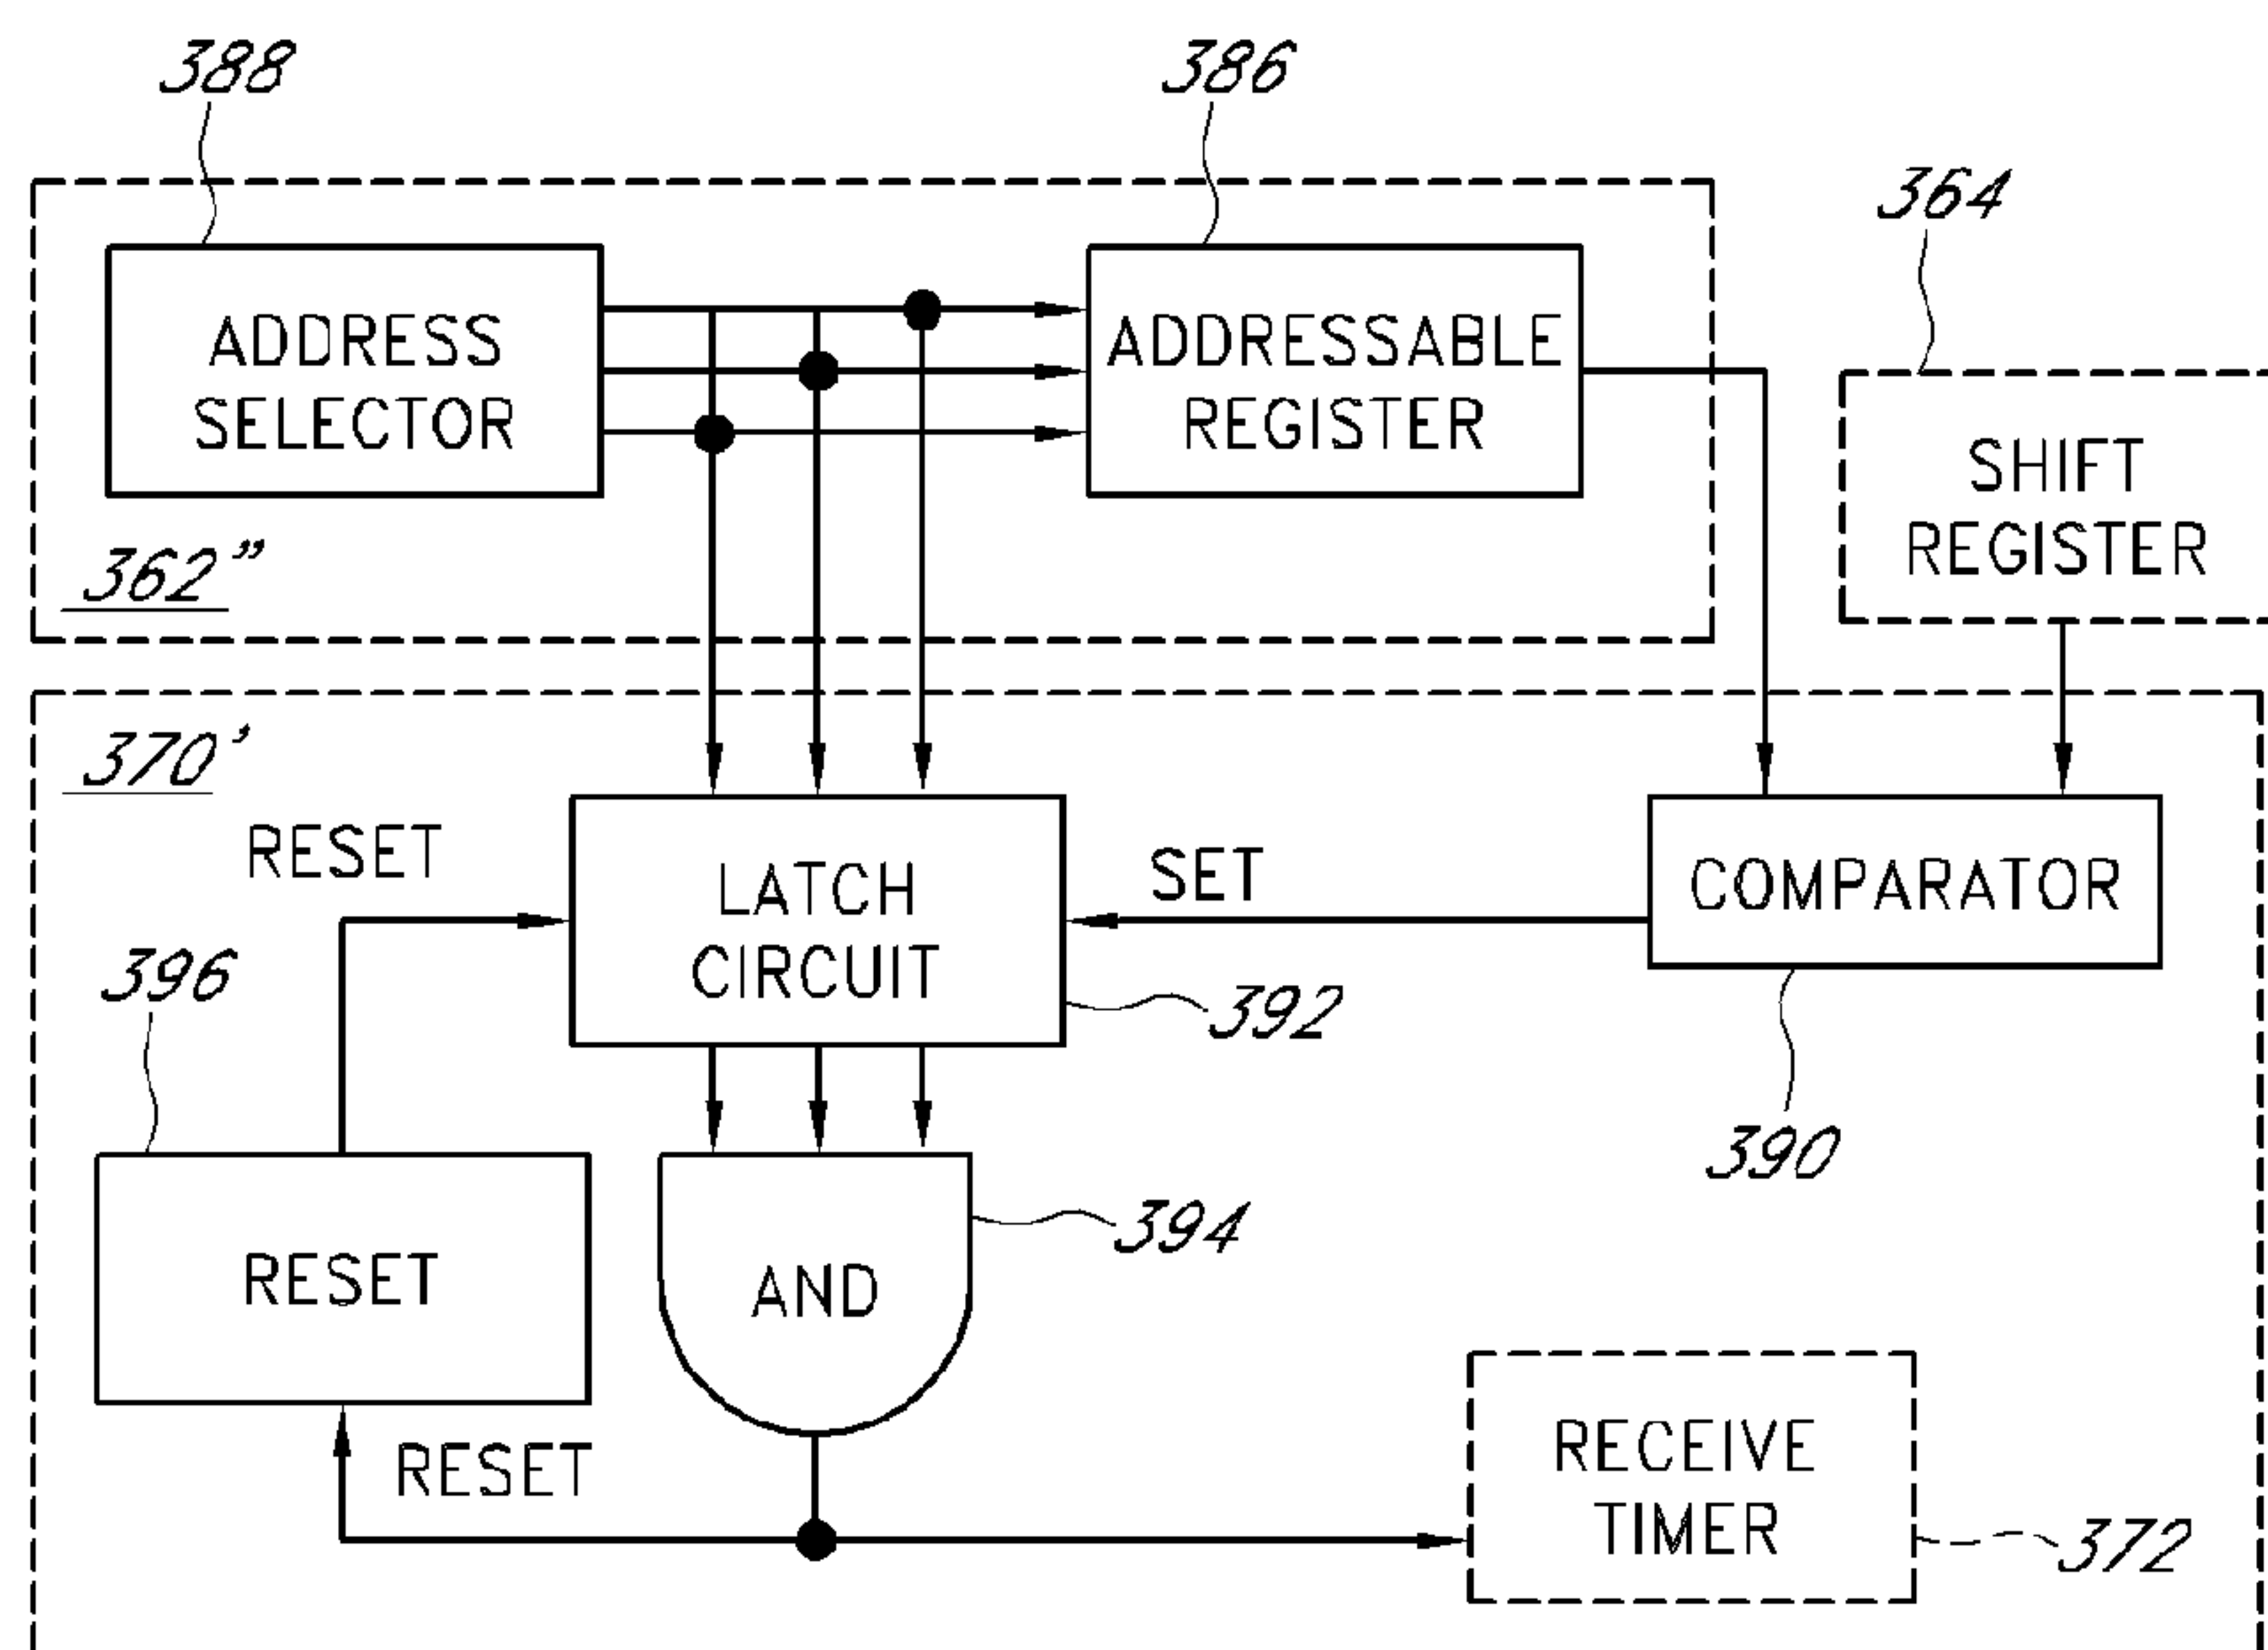 388
386
364
ADDRESS
SELECTOR
ADDRESSABLE
REGISTER
SHIFT
REGISTER
362"
370'
RESET
LATCH
CIRCUIT
SET
COMPARATOR
396
392
390
394
RESET
AND
RESET
RECEIVE
TIMER
372